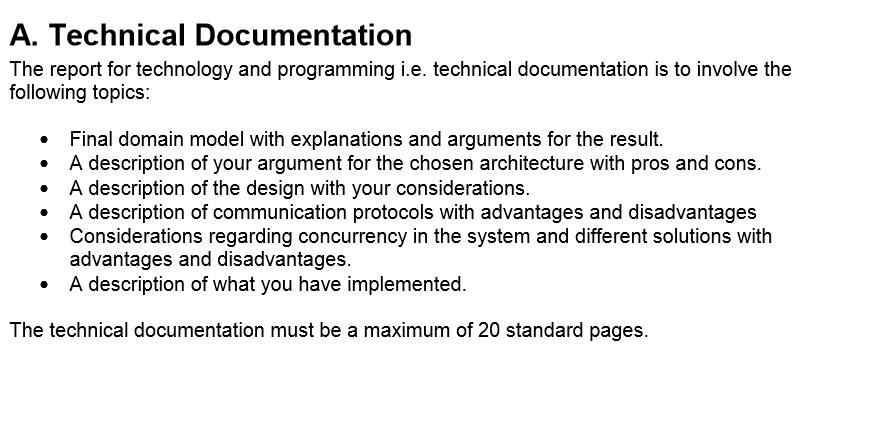 A. Technical Documentation
The report for technology and programming i.e. technical documentation is to involve the
following topics:
• Final domain model with explanations and arguments for the result.
• A description of your argument for the chosen architecture with pros and cons.
• A description of the design with your considerations.
• A description of communication protocols with advantages and disadvantages
• Considerations regarding concurrency in the system and different solutions with
advantages and disadvantages.
• A description of what you have implemented.
The technical documentation must be a maximum of 20 standard pages.